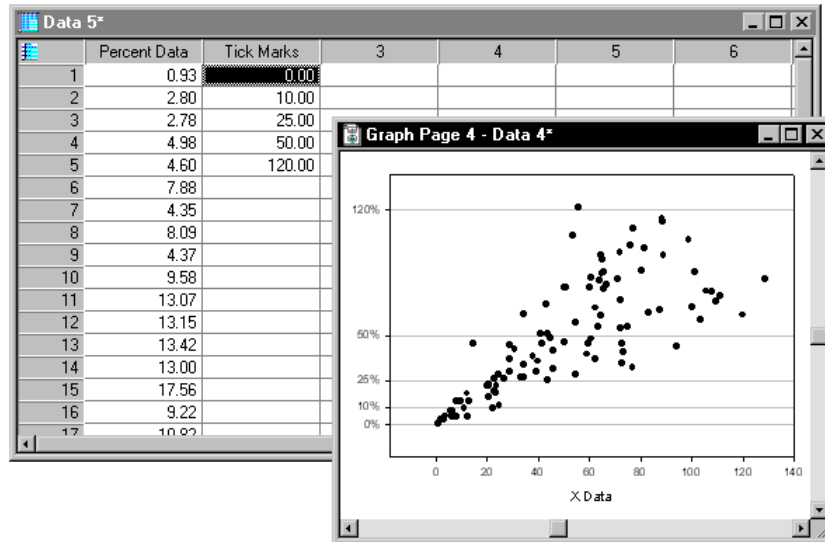 Data 5*
Percent Data Tick Marks 3 4 5 6
1 0.93 0.00
2 2.80 10.00
3 2.78 25.00
4 4.98 50.00
5 4.60 120.00
6 7.88
7 4.35
8 8.09
9 4.37
10 9.58
11 13.07
12 13.15
13 13.42
14 13.00
15 17.56
16 9.22
17 10.82
Graph Page 4 - Data 4*
120%
50%
25%
10%
0%
0 20 40 60 80 100 120 140
X Data